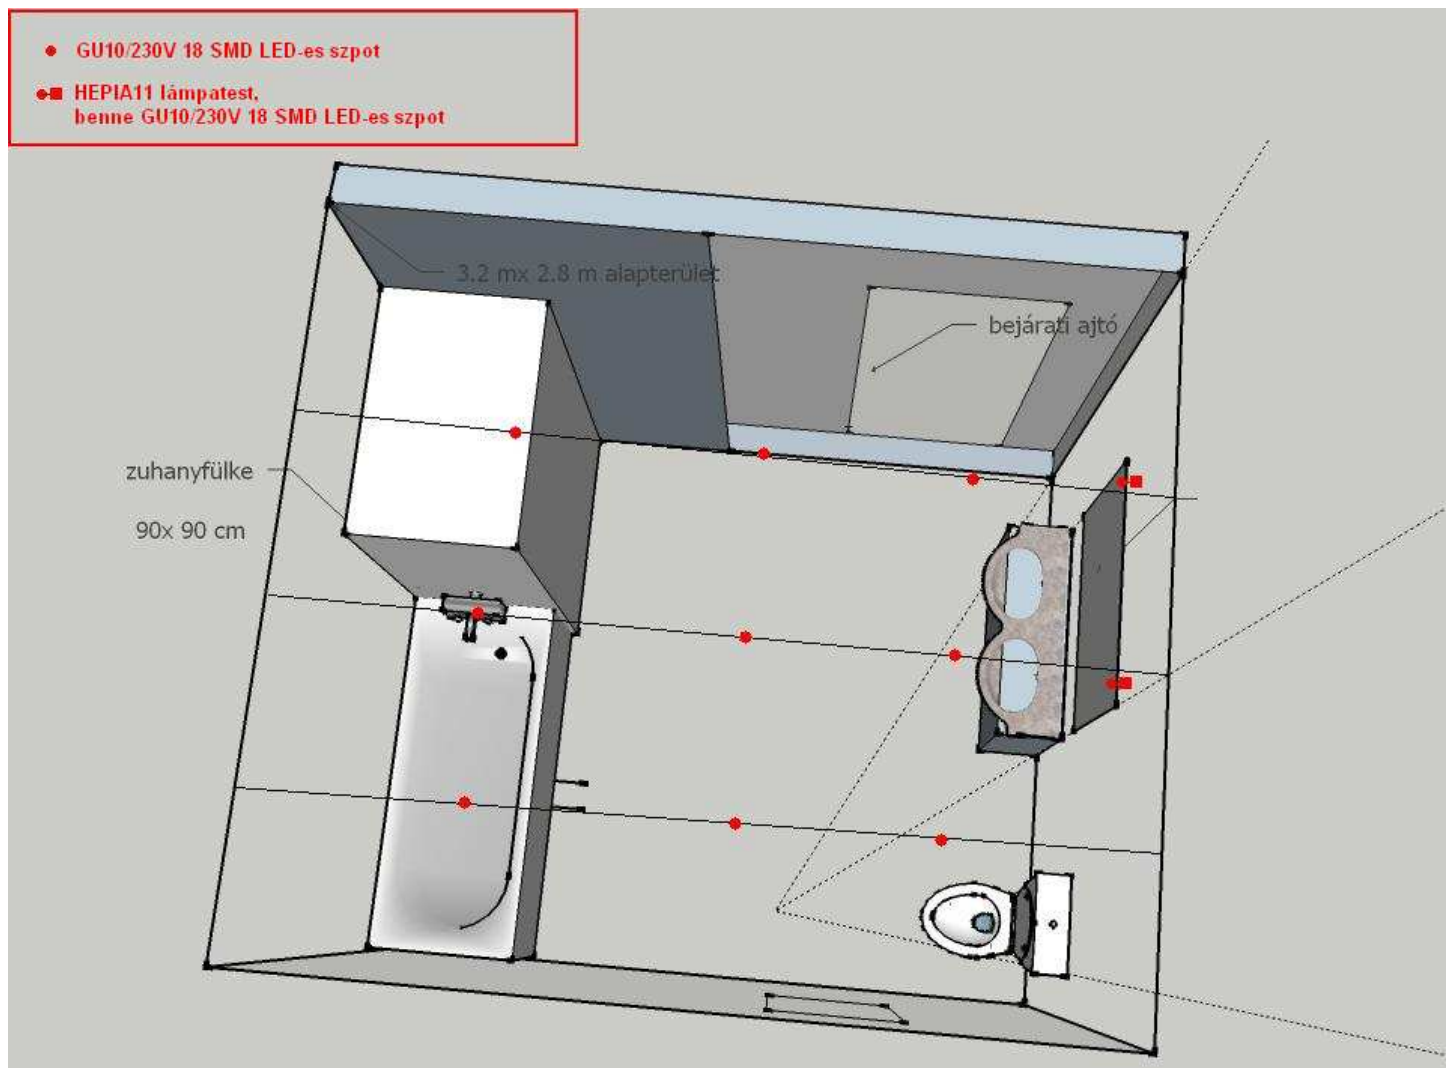 GU10/230V 18 SMD LED-es szpot
HEPIA11 lámpatest,
benne GU10/230V 18 SMD LED-es szpot
3.2 mx 2.8 m alapterület
bejárati ajtó
zuhanyfülke
90x 90 cm